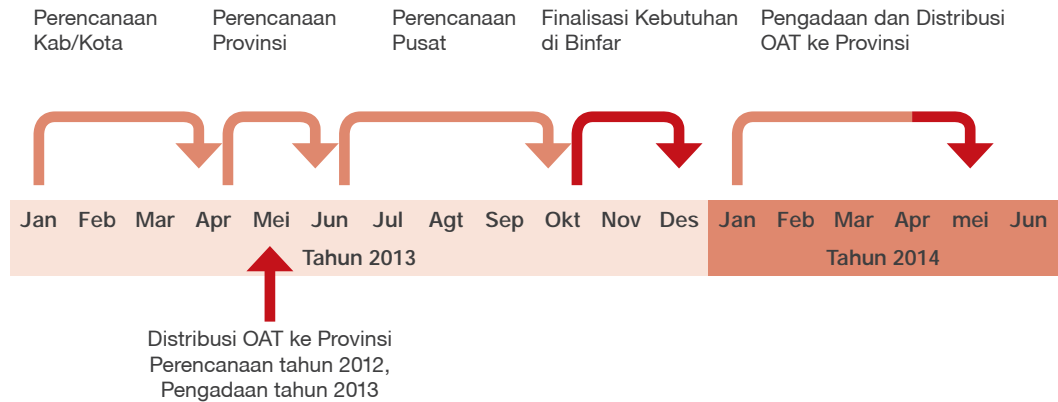 Perencanaan
Kab/Kota
Perencanaan
Provinsi
Perencanaan
Pusat
Finalisasi Kebutuhan
di Binfar
Pengadaan dan Distribusi
OAT ke Provinsi
Jan Feb Mar Apr Mei Jun Jul Agt Sep Okt Nov Des Jan Feb Mar Apr mei Jun
Tahun 2013 Tahun 2014
Distribusi OAT ke Provinsi
Perencanaan tahun 2012,
Pengadaan tahun 2013